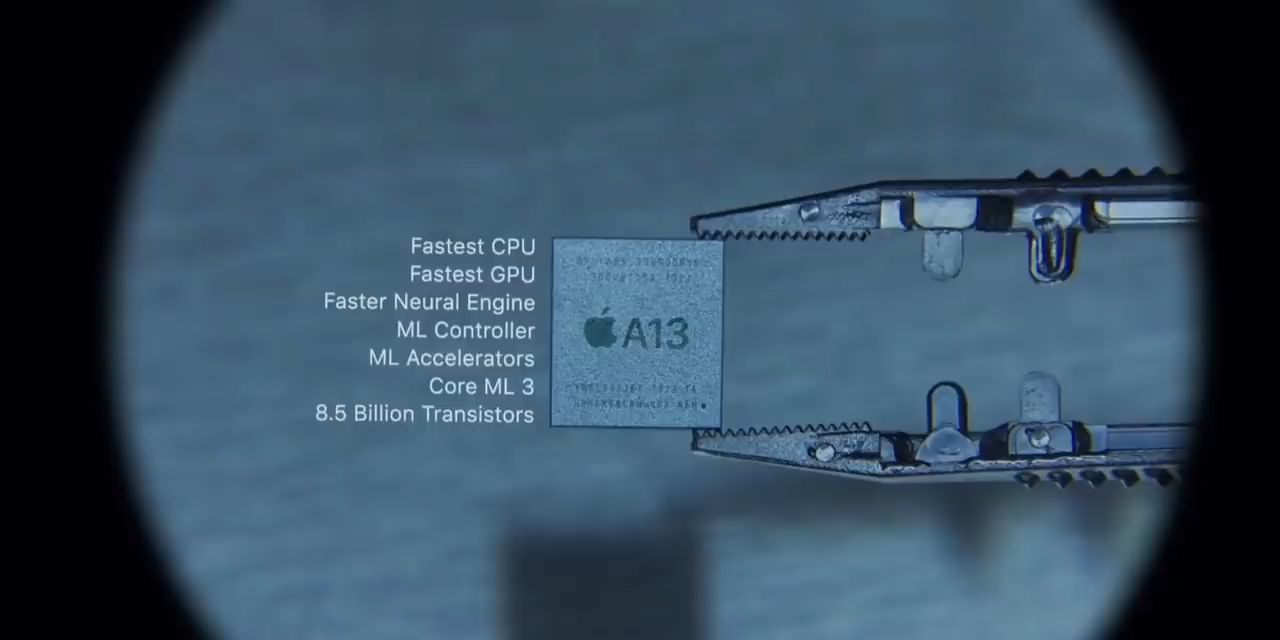 Fastest CPU
Fastest GPU
Faster Neural Engine
ML Controller
ML Accelerators
Core ML 3
8.5 Billion Transistors
A13